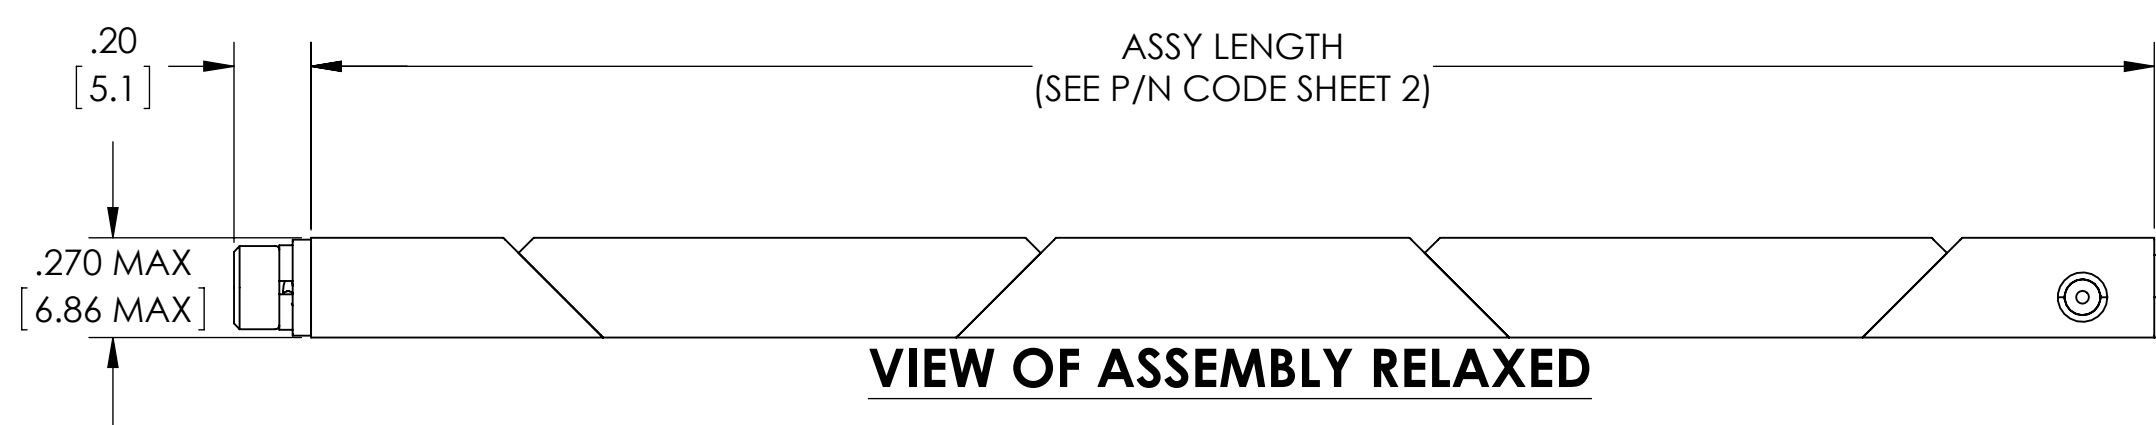 .20
[5.1]
ASSY LENGTH
(SEE P/N CODE SHEET 2)
.270 MAX
[6.86 MAX]
VIEW OF ASSEMBLY RELAXED